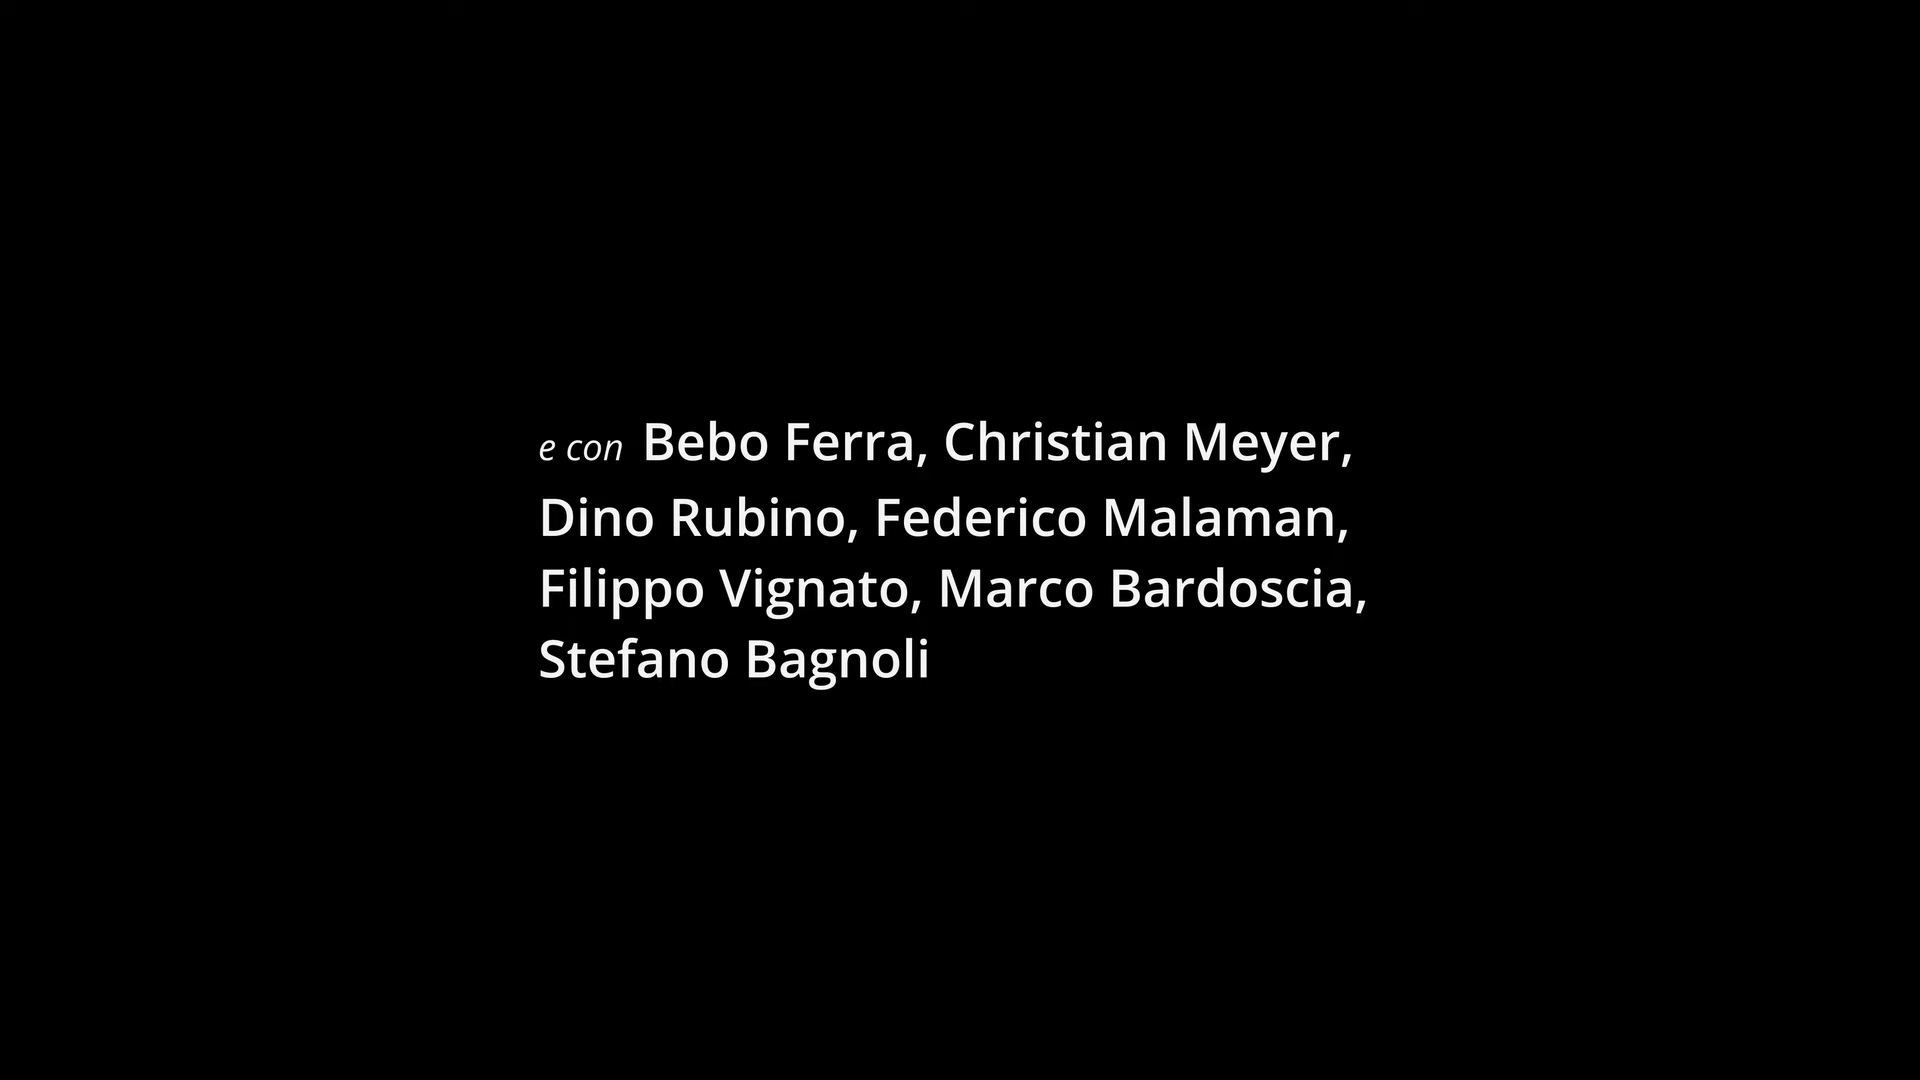 e con Bebo Ferra, Christian Meyer,
Dino Rubino, Federico Malaman,
Filippo Vignato, Marco Bardoscia,
Stefano Bagnoli